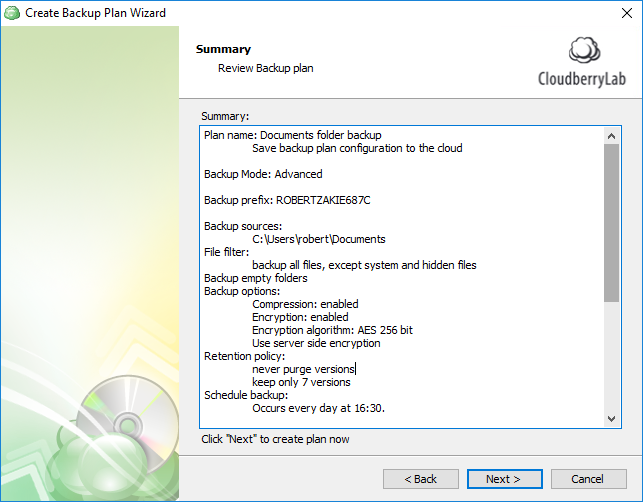 Create Backup Plan Wizard
Summary
Review Backup plan
CloudberryLab
Summary:
Plan name: Documents folder backup
Save backup plan configuration to the cloud
Backup Mode: Advanced
Backup prefix: ROBERTZAKIE687C
Backup sources:
C:\Users\robert\Documents
File filter:
backup all files, except system and hidden files
Backup empty folders
Backup options:
Compression: enabled
Encryption: enabled
Encryption algorithm: AES 256 bit
Use server side encryption
Retention policy:
never purge versions
keep only 7 versions
Schedule backup:
Occurs every day at 16:30.
Click "Next" to create plan now
< Back
Next >
Cancel